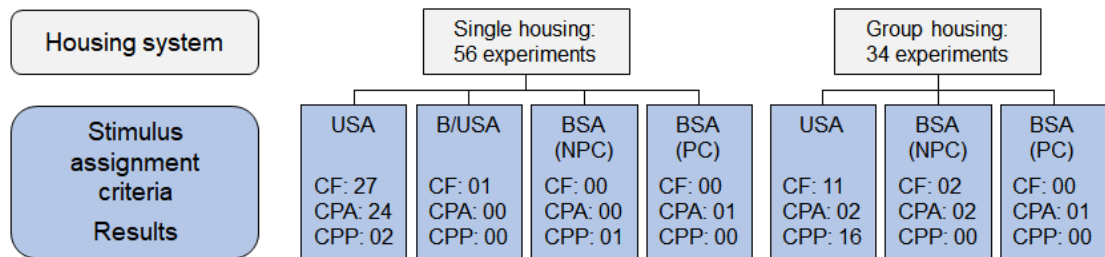 Housing system
Single housing:
56 experiments
Group housing:
34 experiments
Stimulus
assignment
criteria
Results
USA
CF: 27
CPA: 24
CPP: 02
B/USA
CF: 01
CPA: 00
CPP: 00
BSA
(NPC)
CF: 00
CPA: 00
CPP: 01
BSA
(PC)
CF: 00
CPA: 01
CPP: 00
USA
CF: 11
CPA: 02
CPP: 16
BSA
(NPC)
CF: 02
CPA: 02
CPP: 00
BSA
(PC)
CF: 00
CPA: 01
CPP: 00